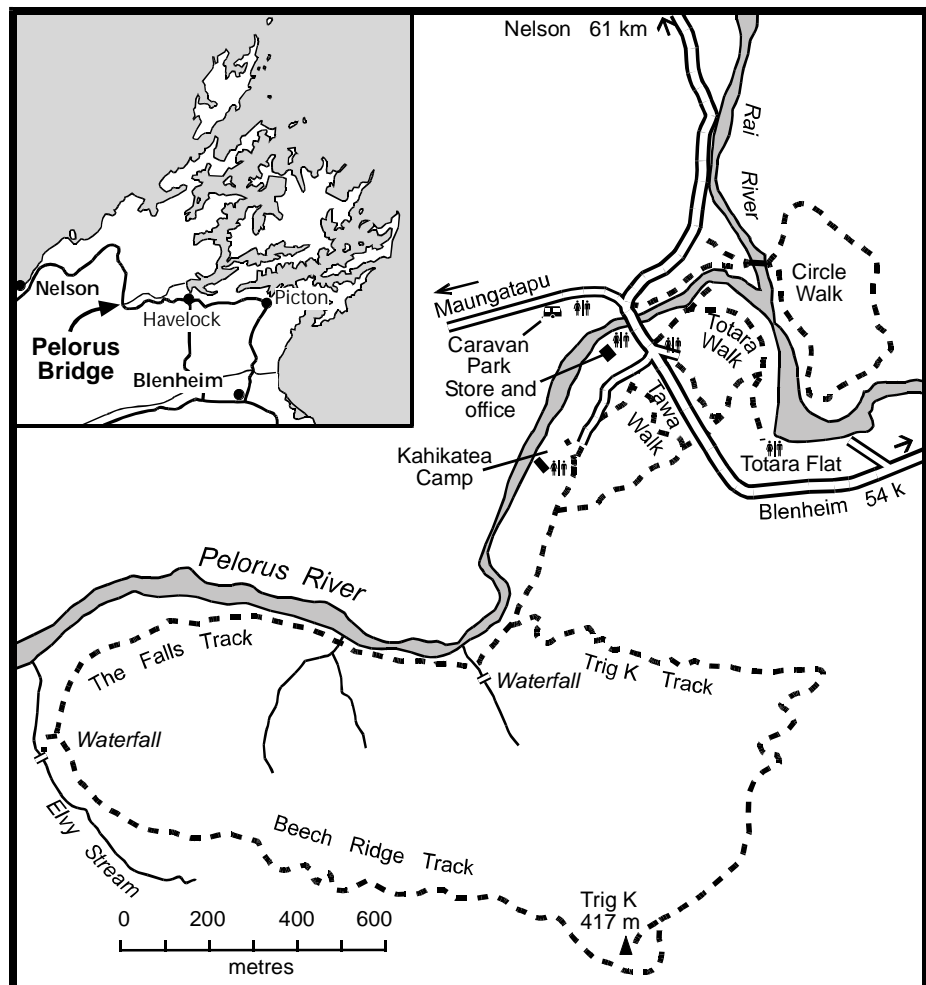 Nelson 61 km
Rai River
Nelson
Picton
Havelock
Pelorus
Bridge
Blenheim
Maungatapu
Circle
Walk
Totara
Walk
Caravan
Park
Store and
office
Tawa
Walk
Kahikatea
Camp
Totara Flat
Blenheim 54 k
Pelorus River
The Falls Track
Trig K Track
Waterfall
Waterfall
Elvy
Stream
Beech Ridge Track
Trig K
417 m
0 200 400 600
metres